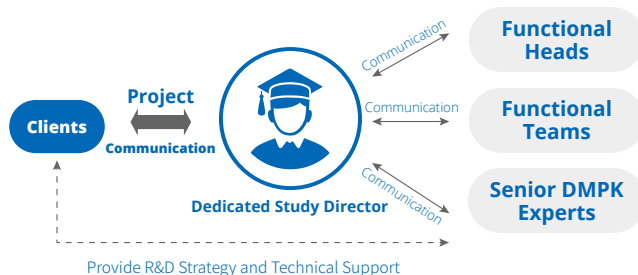 Functional
Heads
Communication
Project
Clients
Communication
Communication
Functional
Teams
Dedicated Study Director
Communication
Senior DMPK
Experts
Provide R&D Strategy and Technical Support